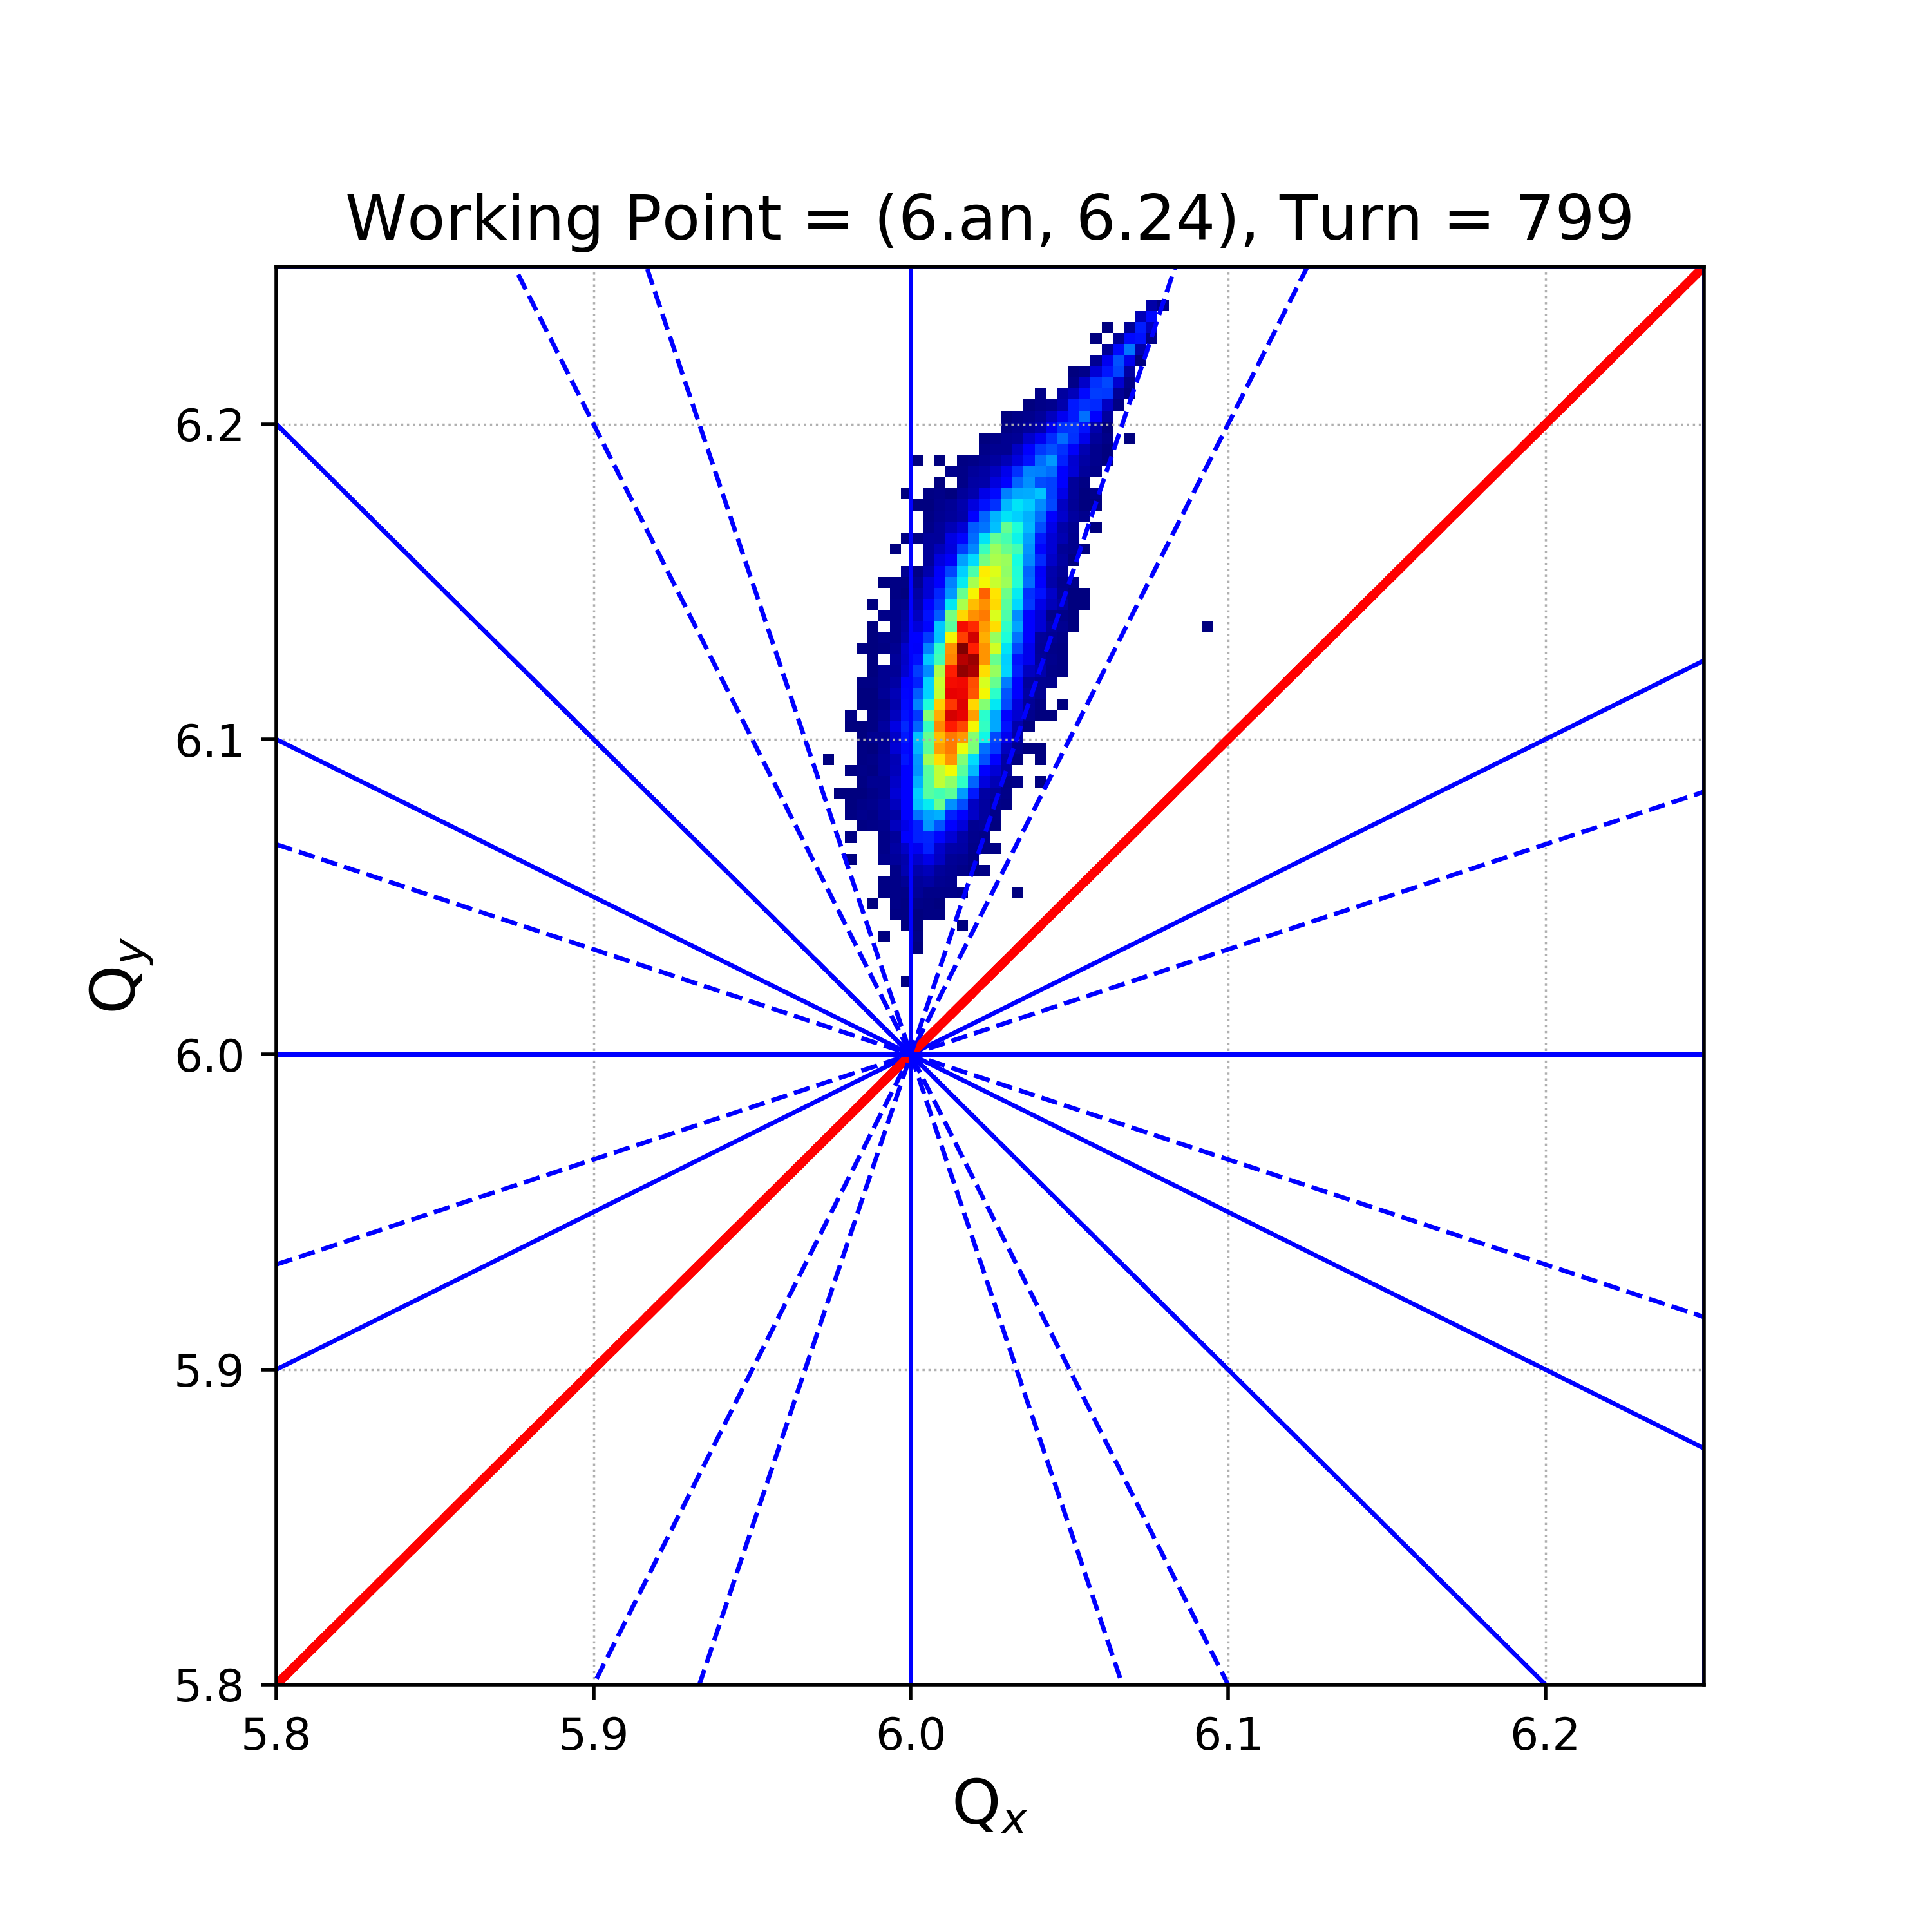 Working Point = (6.an, 6.24), Turn = 799
6.2
6.1
6.0
5.9
5.8
Qy
5.8 5.9 6.0 6.1 6.2
Qx